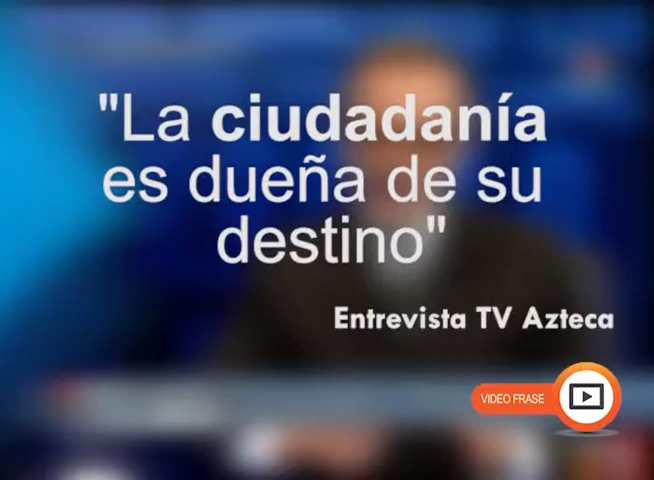 "La ciudadanía
es dueña de su
destino"
Entrevista TV Azteca
VIDEO FRASE